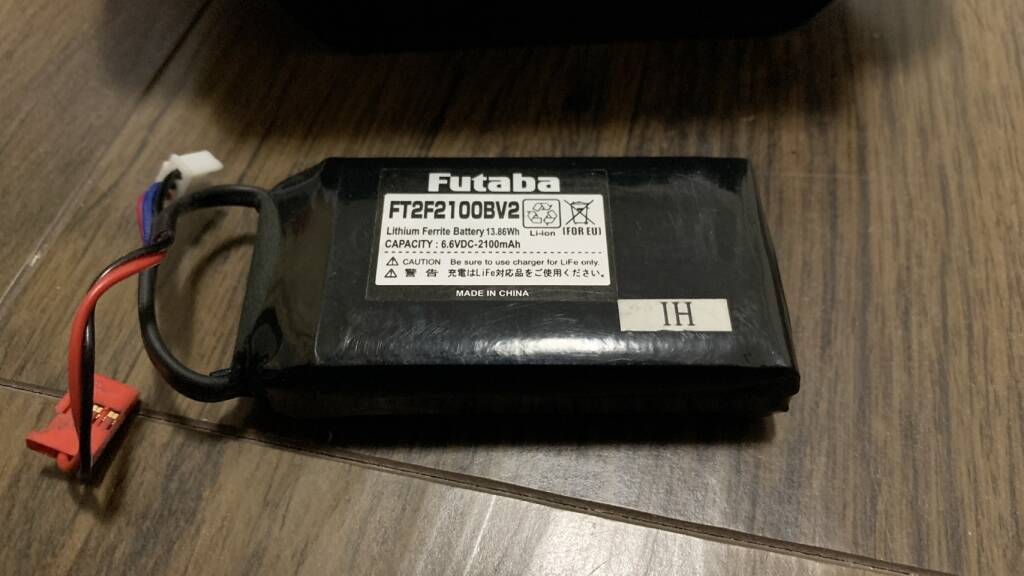 Futaba
FT2F2100BV2
Lithium Ferrite Battery 13.86Wh
Li-ion
(FOR EU)
CAPACITY : 6.6VDC-2100mAh
CAUTION Be sure to use charger for LiFe only.
警 告 充電はLiFe対応品をご使用ください。
MADE IN CHINA
IH